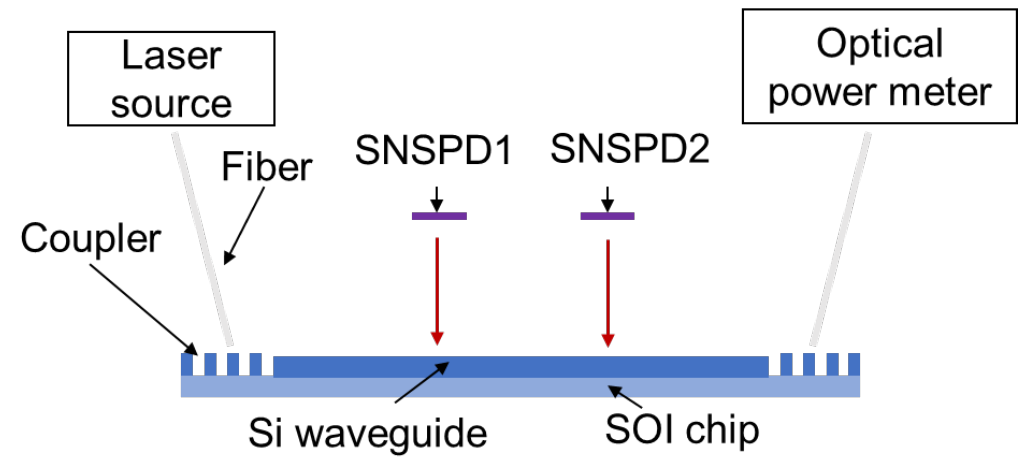 Laser
source
Optical
power meter
SNSPD1
SNSPD2
Fiber
Coupler
Si waveguide
SOI chip